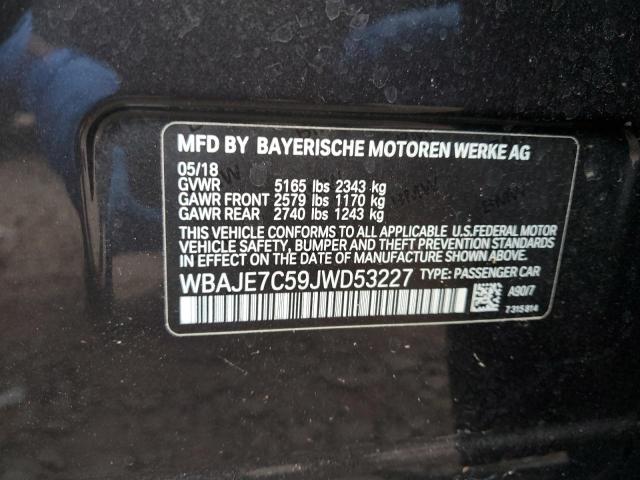 MFD BY BAYERISCHE MOTOREN WERKE AG
05/18
GVWR 5165 lbs 2343 kg
GAWR FRONT 2579 lbs 1170 kg
GAWR REAR 2740 lbs 1243 kg
THIS VEHICLE CONFORMS TO ALL APPLICABLE U.S.FEDERAL MOTOR
VEHICLE SAFETY, BUMPER AND THEFT PREVENTION STANDARDS
IN EFFECT ON THE DATE OF MANUFACTURE SHOWN ABOVE.
WBAJE7C59JWD53227 TYPE: PASSENGER CAR
A90/7
7315814
BMW